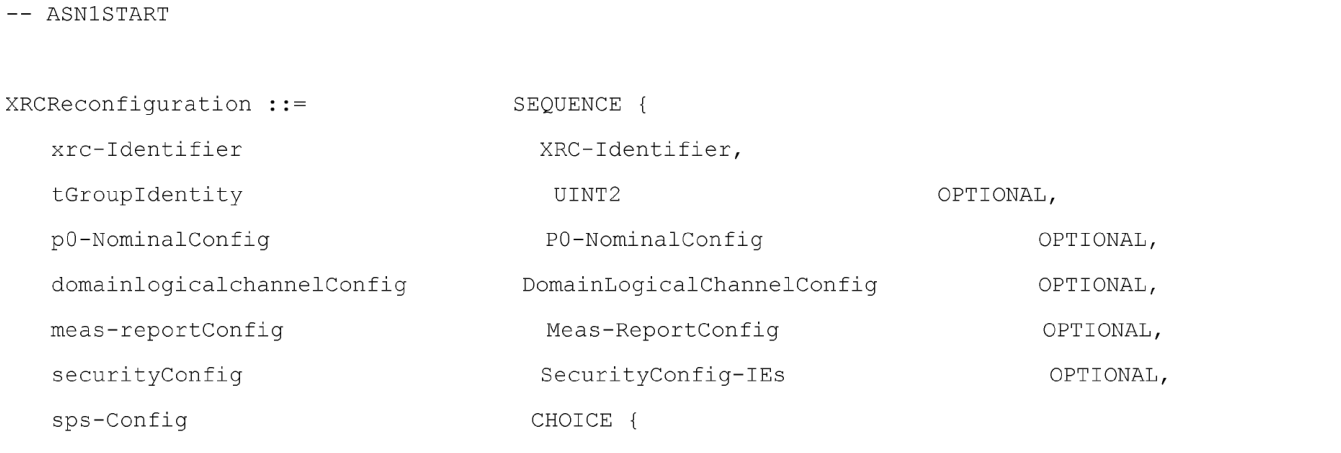 -- ASN1START
XRCReconfiguration ::= SEQUENCE {
xrc-Identifier XRC-Identifier,
tGroupIdentity UINT2 OPTIONAL,
p0-NominalConfig P0-NominalConfig OPTIONAL,
domainlogicalchannelConfig DomainLogicalChannelConfig OPTIONAL,
meas-reportConfig Meas-ReportConfig OPTIONAL,
securityConfig SecurityConfig-IEs OPTIONAL,
sps-Config CHOICE {